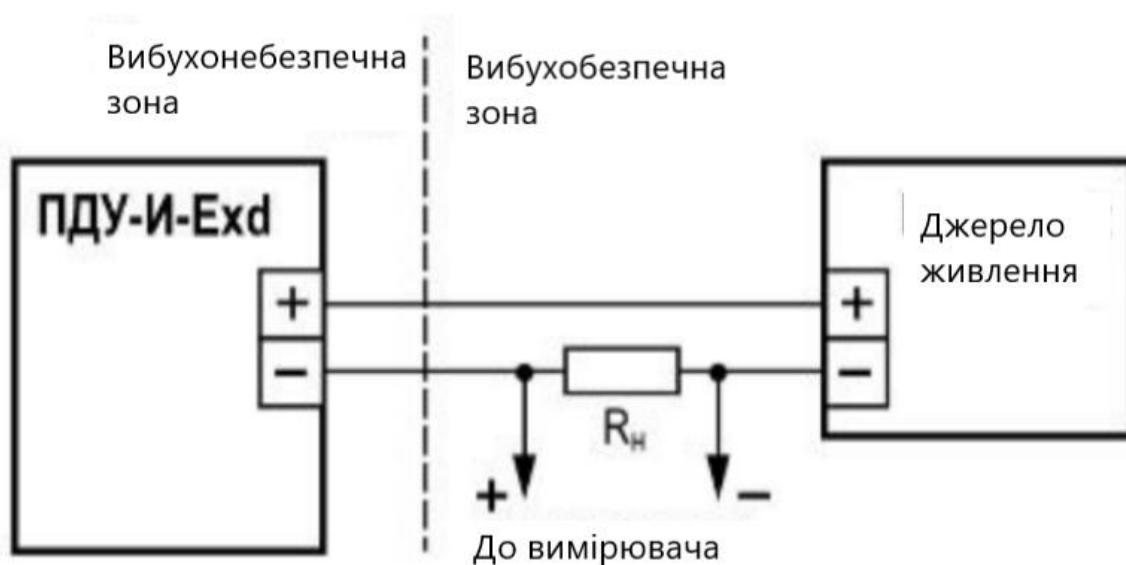 Вибухонебезпечна
зона
Вибухобезпечна
зона
ПДУ-И-Exd
Джерело
живлення
+
−
+
−
Rн
+
−
До вимірювача